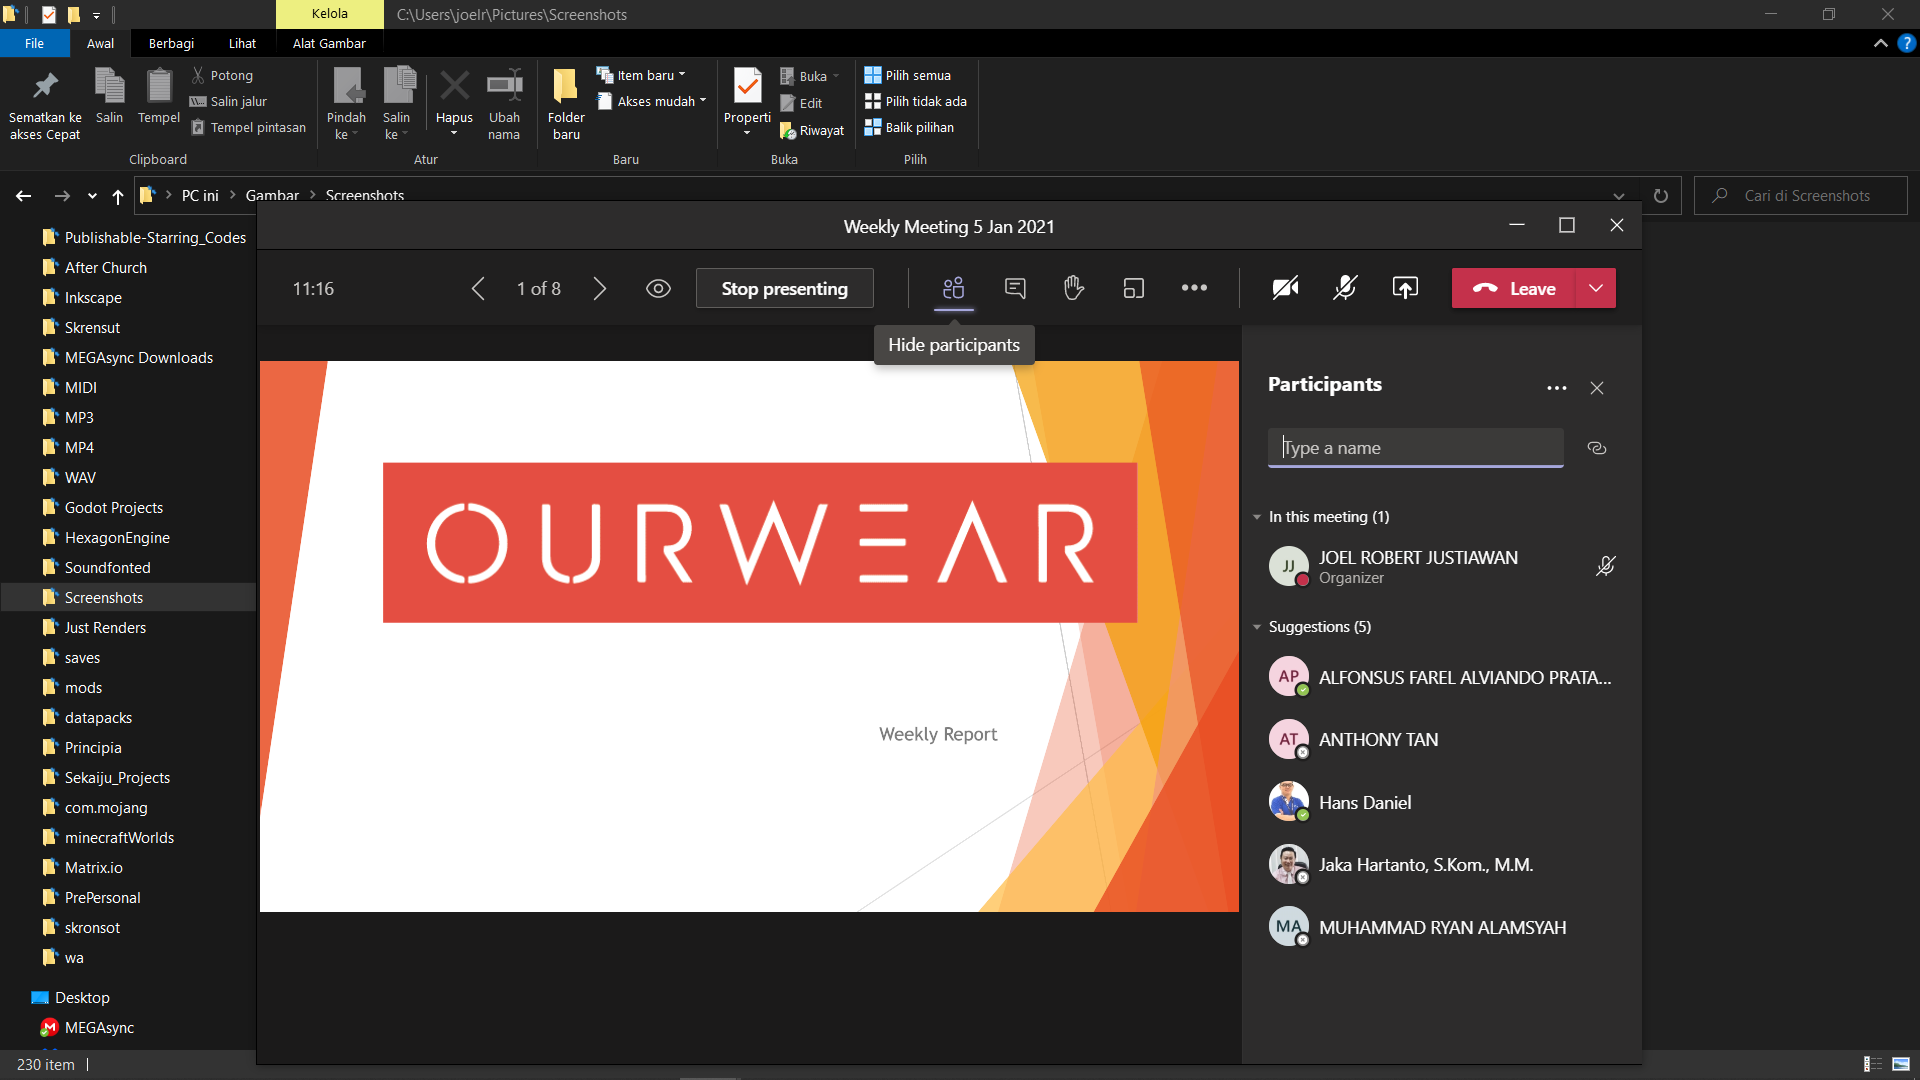 Kelola
C:\Users\joelr\Pictures\Screenshots
File
Awal
Berbagi
Lihat
Alat Gambar
Sematkan ke
akses Cepat
Salin
Tempel
Potong
Salin jalur
Tempel pintasan
Clipboard
Pindah
ke
Salin
ke
Hapus
Ubah
nama
Atur
Folder
baru
Item baru
Akses mudah
Baru
Properti
Buka
Edit
Riwayat
Buka
Pilih semua
Pilih tidak ada
Balik pilihan
Pilih
PC ini
Gambar
Screenshots
Cari di Screenshots
Publishable-Starring_Codes
After Church
Inkscape
Skrensut
MEGAsync Downloads
MIDI
MP3
MP4
WAV
Godot Projects
HexagonEngine
Soundfonted
Screenshots
Just Renders
saves
mods
datapacks
Principia
Sekaiju_Projects
com.mojang
minecraftWorlds
Matrix.io
PrePersonal
skronsot
wa
Desktop
MEGAsync
230 item
Weekly Meeting 5 Jan 2021
11:16
1 of 8
Stop presenting
Leave
Hide participants
OURWEAR
Weekly Report
Participants
Type a name
In this meeting (1)
JJ
JOEL ROBERT JUSTIAWAN
Organizer
Suggestions (5)
AP
ALFONSUS FAREL ALVIANDO PRATA...
AT
ANTHONY TAN
Hans Daniel
Jaka Hartanto, S.Kom., M.M.
MA
MUHAMMAD RYAN ALAMSYAH